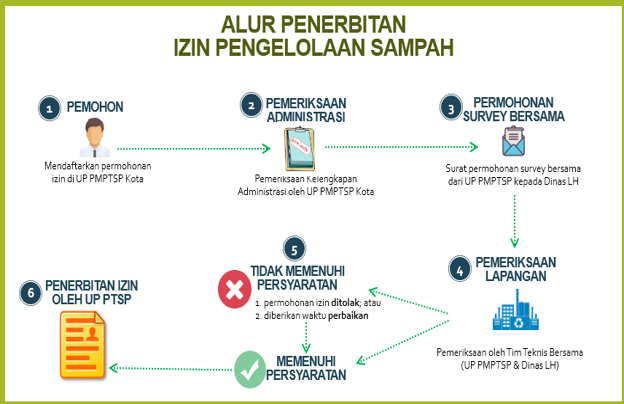 ALUR PENERBITAN
IZIN PENGELOLAAN SAMPAH
1 PEMOHON
Mendaftarkan permohonan
izin di UP PMPTSP Kota
2 PEMERIKSAAN
ADMINISTRASI
Pemeriksaan Kelengkapan
Administrasi oleh UP PMPTSP Kota
3 PERMOHONAN
SURVEY BERSAMA
Surat permohonan survey bersama
dari UP PMPTSP kepada Dinas LH
4 PEMERIKSAAN
LAPANGAN
Pemeriksaan oleh Tim Teknis Bersama
(UP PMPTSP & Dinas LH)
5
TIDAK MEMENUHI
PERSYARATAN
1. permohonan izin ditolak; atau
2. diberikan waktu perbaikan
MEMENUHI
PERSYARATAN
6 PENERBITAN IZIN
OLEH UP PTSP